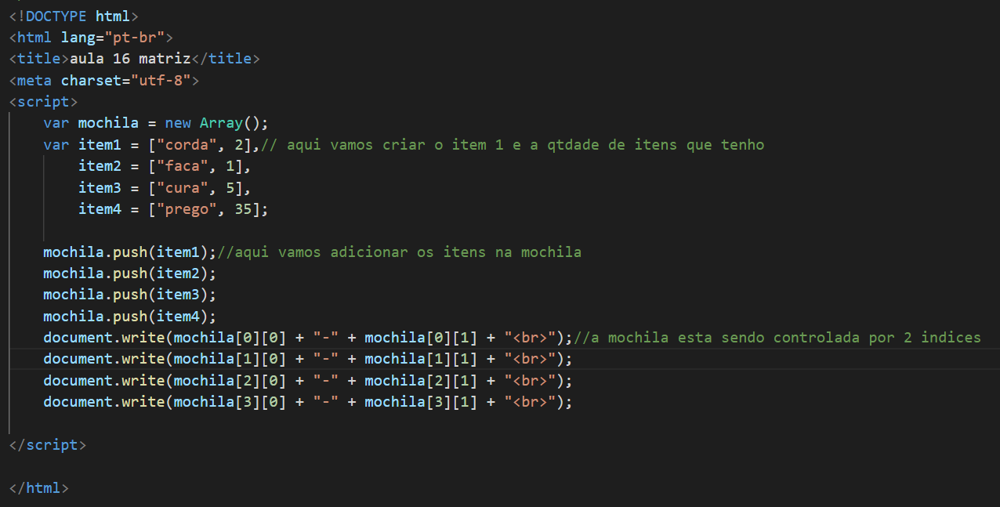 <!DOCTYPE html>
<html lang="pt-br">
<title>aula 16 matriz</title>
<meta charset="utf-8">
<script>
    var mochila = new Array();
    var item1 = ["corda", 2],// aqui vamos criar o item 1 e a qtdade de itens que tenho
        item2 = ["faca", 1],
        item3 = ["cura", 5],
        item4 = ["prego", 35];
    mochila.push(item1);//aqui vamos adicionar os itens na mochila
    mochila.push(item2);
    mochila.push(item3);
    mochila.push(item4);
    document.write(mochila[0][0] + "-" + mochila[0][1] + "<br>");//a mochila esta sendo controlada por 2 indices
    document.write(mochila[1][0] + "-" + mochila[1][1] + "<br>");
    document.write(mochila[2][0] + "-" + mochila[2][1] + "<br>");
    document.write(mochila[3][0] + "-" + mochila[3][1] + "<br>");
</script>
</html>